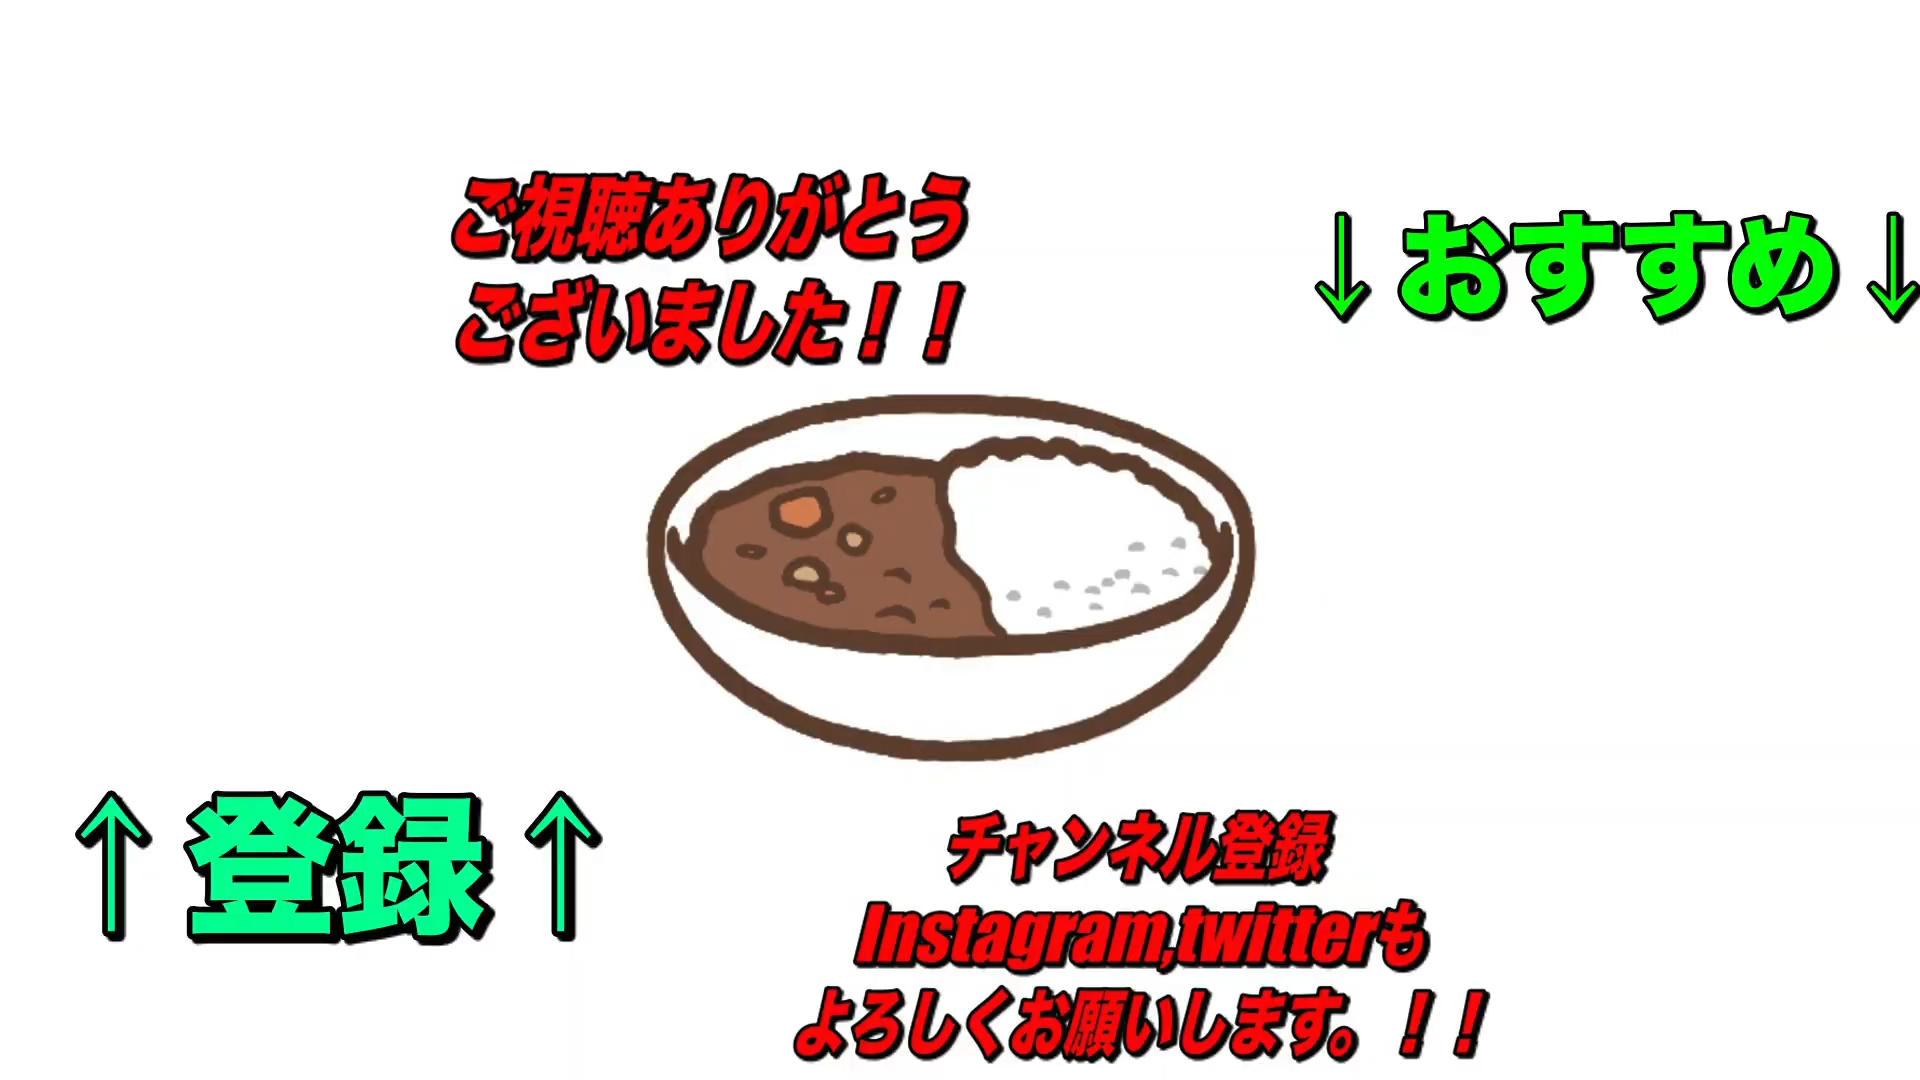 ご視聴ありがとう
ございました！！
↓おすすめ↓
↑登録↑
チャンネル登録
Instagram,twitterも
よろしくお願いします。！！